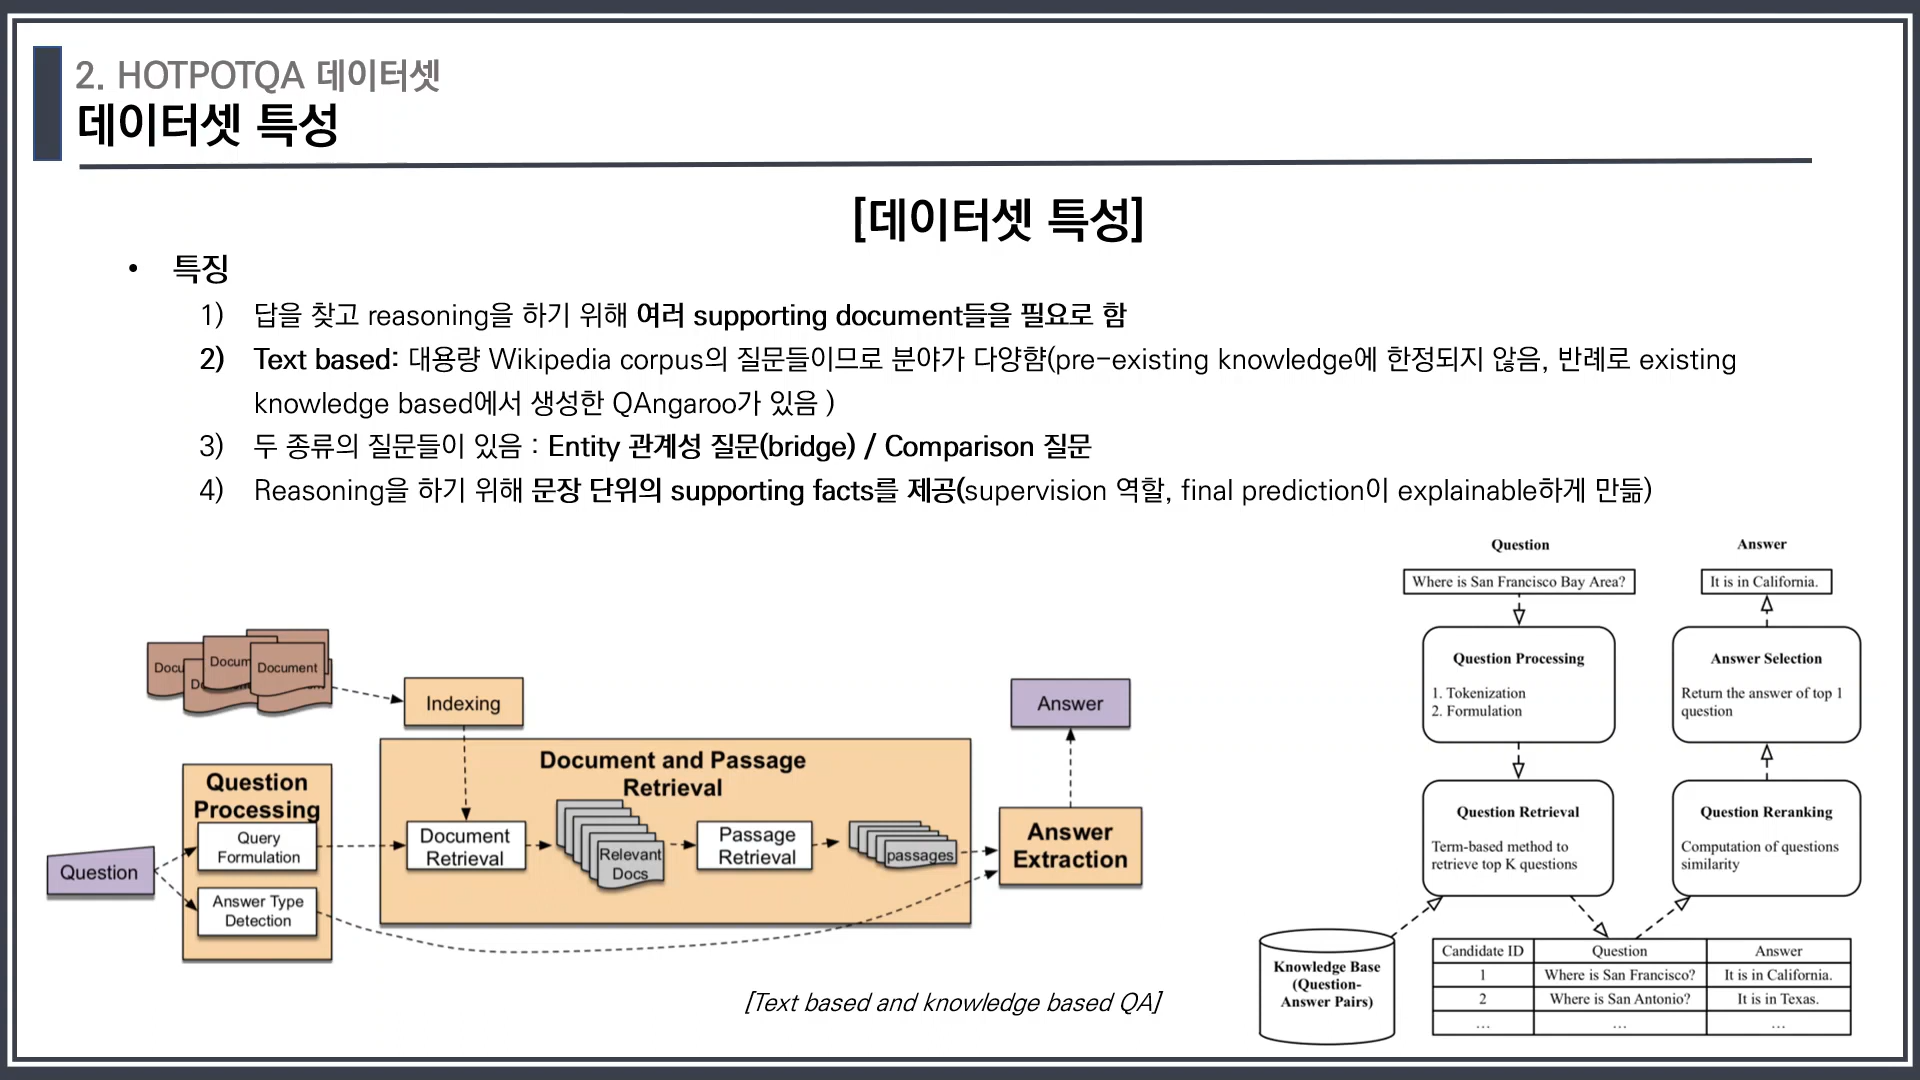 2. HOTPOTQA 데이터셋
데이터셋 특성
[데이터셋 특성]
• 특징
1) 답을 찾고 reasoning을 하기 위해 여러 supporting document들을 필요로 함
2) Text based: 대용량 Wikipedia corpus의 질문들이므로 분야가 다양햠(pre-existing knowledge에 한정되지 않음, 반례로 existing
knowledge based에서 생성한 QAngaroo가 있음 )
3) 두 종류의 질문들이 있음 : Entity 관계성 질문(bridge) / Comparison 질문
4) Reasoning을 하기 위해 문장 단위의 supporting facts를 제공(supervision 역할, final prediction이 explainable하게 만듦)
Docu
Docum
Document
D
Indexing
Question
Processing
Query
Formulation
Answer Type
Detection
Question
Document and Passage
Retrieval
Document
Retrieval
Relevant
Docs
Passage
Retrieval
passages
Answer
Answer
Extraction
[Text based and knowledge based QA]
Question
Where is San Francisco Bay Area?
Question Processing
1. Tokenization
2. Formulation
Question Retrieval
Term-based method to
retrieve top K questions
Answer
It is in California.
Answer Selection
Return the answer of top 1
question
Question Reranking
Computation of questions
similarity
Knowledge Base
(Question-
Answer Pairs)
Candidate ID Question Answer
1 Where is San Francisco? It is in California.
2 Where is San Antonio? It is in Texas.
… … …